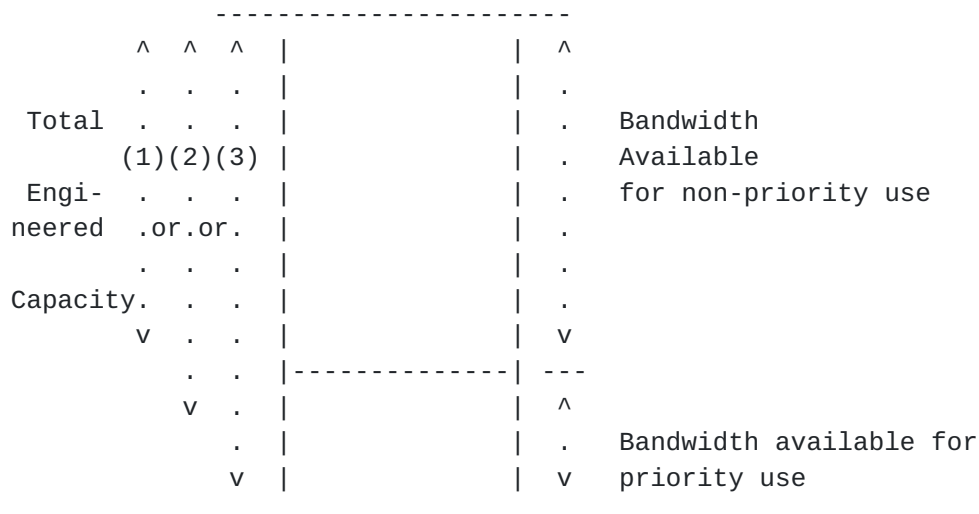 -----------------------
      ^  ^  ^  |              |  ^
      .  .  .  |              |  .
Total .  .  .  |              |  .   Bandwidth
     (1)(2)(3) |              |  .   Available
Engi- .  .  .  |              |  .   for non-priority use
neered .or.or. |              |  .
      .  .  .  |              |  .
Capacity. .  . |              |  .
      v  .  .  |              |  v
         .  .  |--------------| ---
         v  .  |              |  ^
            .  |              |  .   Bandwidth available for
            v  |              |  v   priority use